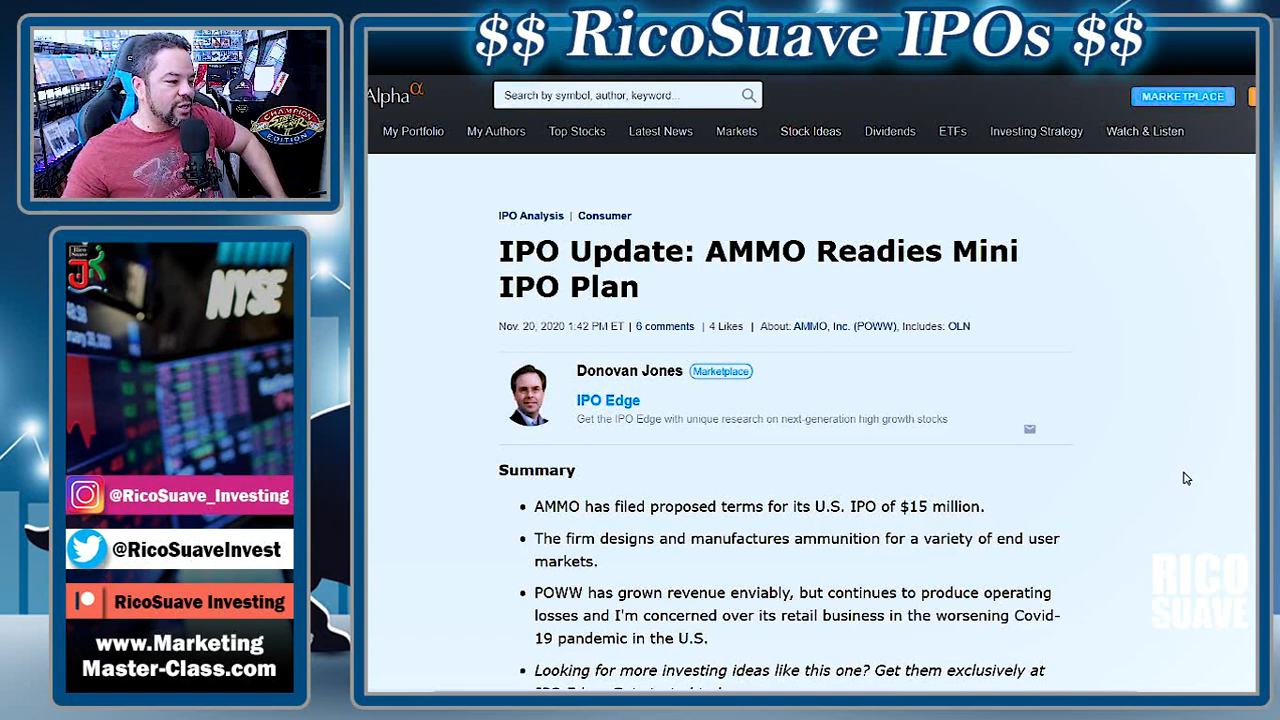 $$ RicoSuave IPOs $$
Alpha α
Search by symbol, author, keyword...
MARKETPLACE
My Portfolio My Authors Top Stocks Latest News Markets Stock Ideas Dividends ETFs Investing Strategy Watch & Listen
IPO Analysis | Consumer
IPO Update: AMMO Readies Mini
IPO Plan
Nov. 20, 2020 1:42 PM ET | 6 comments | 4 Likes | About: AMMO, Inc. (POWW), Includes: OLN
Donovan Jones Marketplace
IPO Edge
Get the IPO Edge with unique research on next-generation high growth stocks
Summary
• AMMO has filed proposed terms for its U.S. IPO of $15 million.
• The firm designs and manufactures ammunition for a variety of end user
markets.
• POWW has grown revenue enviably, but continues to produce operating
losses and I'm concerned over its retail business in the worsening Covid-
19 pandemic in the U.S.
• Looking for more investing ideas like this one? Get them exclusively at
CHAMPION
EDITION
NYSE
@RicoSuave_Investing
@RicoSuaveInvest
RicoSuave Investing
www.Marketing
Master-Class.com
RICO
SUAVE